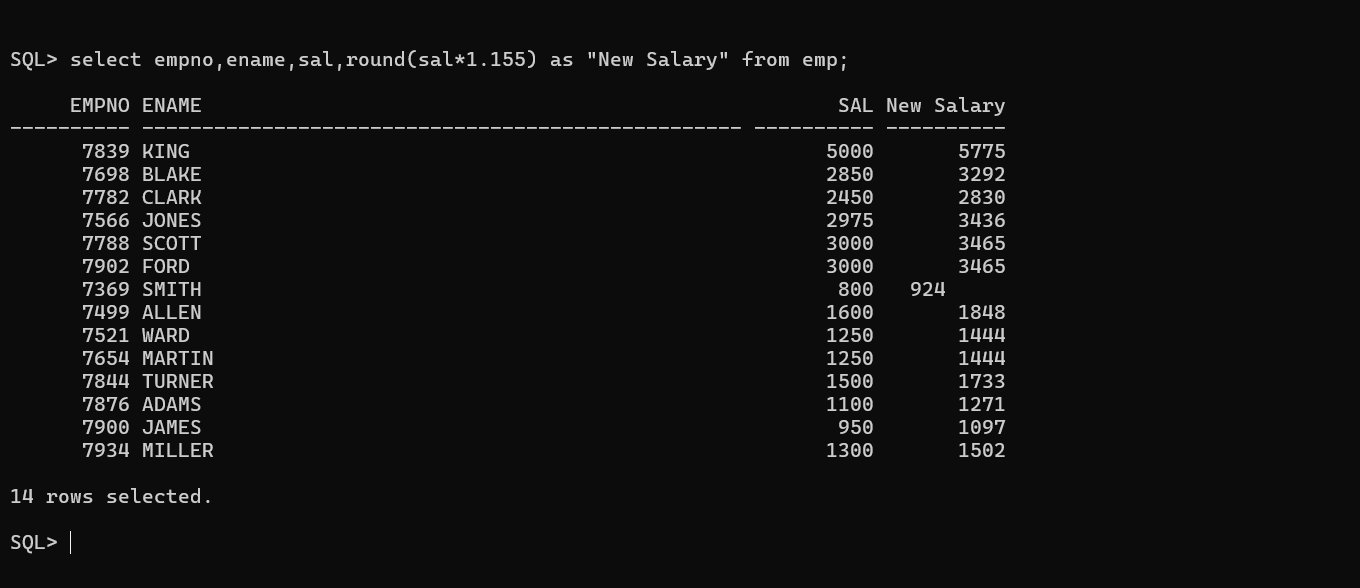 SQL> select empno,ename,sal,round(sal*1.155) as "New Salary" from emp;
     EMPNO ENAME                                                     SAL New Salary
---------- -------------------------------------------------- ---------- ----------
      7839 KING                                                     5000       5775
      7698 BLAKE                                                    2850       3292
      7782 CLARK                                                    2450       2830
      7566 JONES                                                    2975       3436
      7788 SCOTT                                                    3000       3465
      7902 FORD                                                     3000       3465
      7369 SMITH                                                     800   924
      7499 ALLEN                                                    1600       1848
      7521 WARD                                                     1250       1444
      7654 MARTIN                                                   1250       1444
      7844 TURNER                                                   1500       1733
      7876 ADAMS                                                    1100       1271
      7900 JAMES                                                     950       1097
      7934 MILLER                                                   1300       1502
14 rows selected.
SQL>